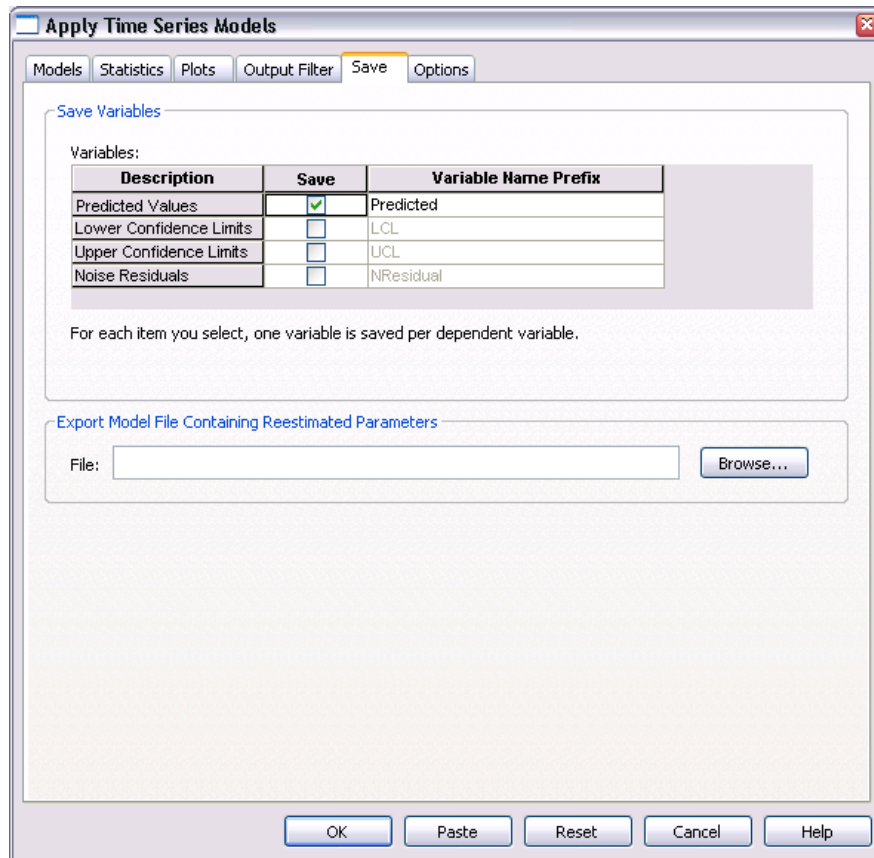 Apply Time Series Models
Models Statistics Plots Output Filter Save Options
Save Variables
Variables:
Description Save Variable Name Prefix
Predicted Values Predicted
Lower Confidence Limits LCL
Upper Confidence Limits UCL
Noise Residuals NResidual
For each item you select, one variable is saved per dependent variable.
Export Model File Containing Reestimated Parameters
File: Browse...
OK Paste Reset Cancel Help